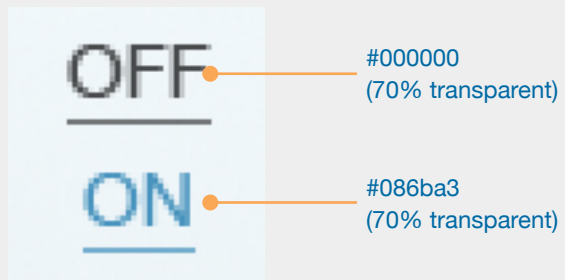 OFF
#000000
(70% transparent)
ON
#086ba3
(70% transparent)